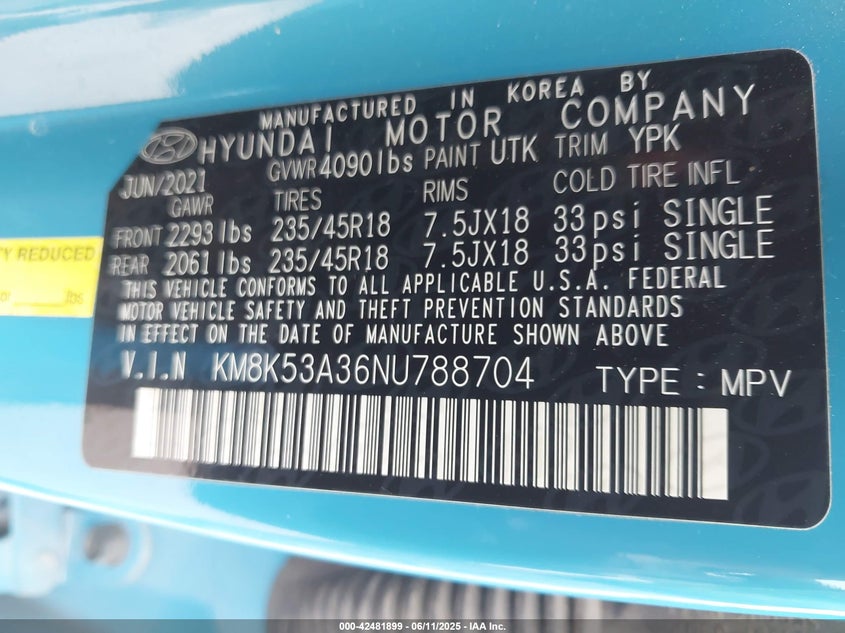 MANUFACTURED IN KOREA BY
HYUNDAI MOTOR COMPANY
JUN/2021 GVWR 4090lbs PAINT UTK TRIM YPK
GAWR TIRES RIMS COLD TIRE INFL
FRONT 2293 lbs 235/45R18 7.5JX18 33psi SINGLE
REAR 2061 lbs 235/45R18 7.5JX18 33psi SINGLE
THIS VEHICLE CONFORMS TO ALL APPLICABLE U.S.A. FEDERAL
MOTOR VEHICLE SAFETY AND THEFT PREVENTION STANDARDS
IN EFFECT ON THE DATE OF MANUFACTURE SHOWN ABOVE
V.I.N KM8K53A36NU788704 TYPE : MPV
REDUCED
lbs
000-42481899 - 06/11/2025 - IAA Inc.